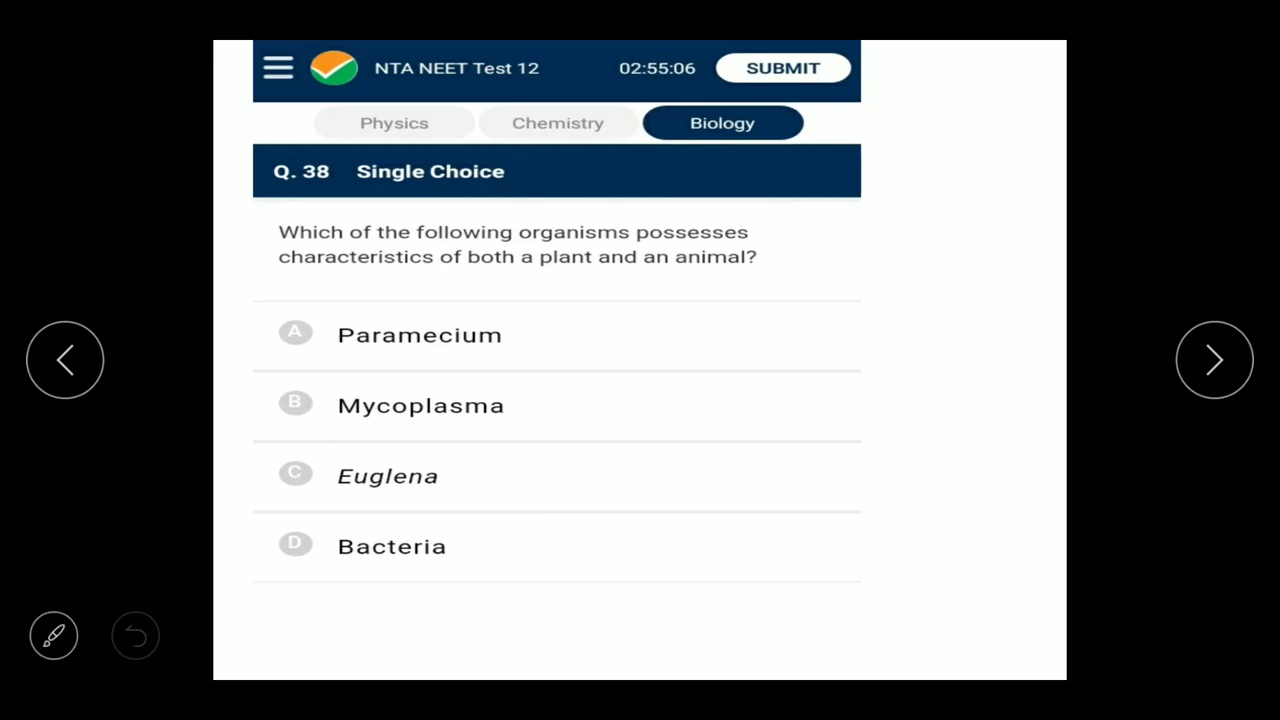 NTA NEET Test 12 02:55:06 SUBMIT
Physics Chemistry Biology
Q. 38 Single Choice
Which of the following organisms possesses
characteristics of both a plant and an animal?
A Paramecium
B Mycoplasma
C Euglena
D Bacteria